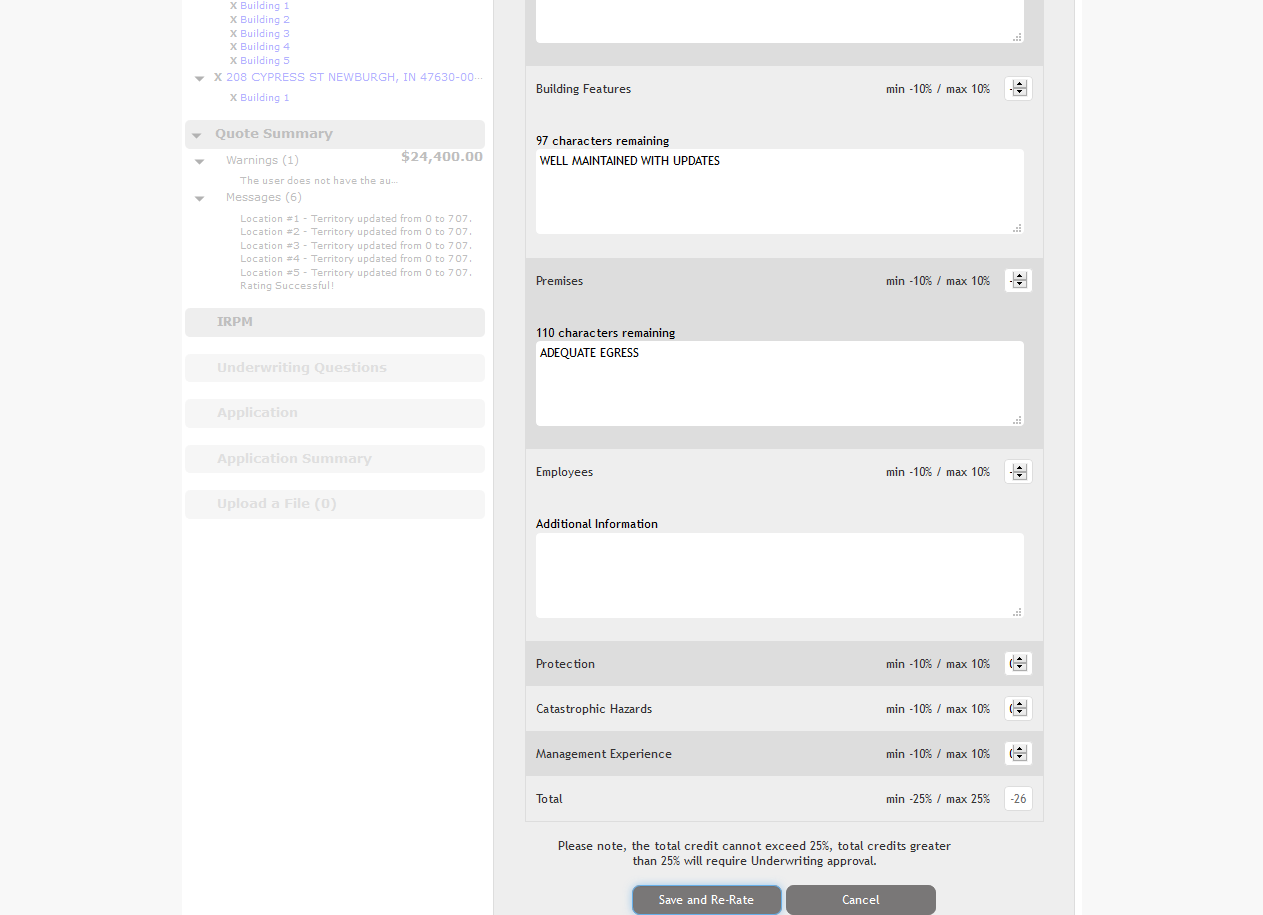 X Building 1
X Building 2
X Building 3
X Building 4
X Building 5
X 208 CYPRESS ST NEWBURGH, IN 47630-00...
X Building 1
Quote Summary
Warnings (1) $24,400.00
The user does not have the au...
Messages (6)
Location #1 - Territory updated from 0 to 707.
Location #2 - Territory updated from 0 to 707.
Location #3 - Territory updated from 0 to 707.
Location #4 - Territory updated from 0 to 707.
Location #5 - Territory updated from 0 to 707.
Rating Successful!
IRPM
Underwriting Questions
Application
Application Summary
Upload a File (0)
Building Features min -10% / max 10%
97 characters remaining
WELL MAINTAINED WITH UPDATES
Premises min -10% / max 10%
110 characters remaining
ADEQUATE EGRESS
Employees min -10% / max 10%
Additional Information
Protection min -10% / max 10%
Catastrophic Hazards min -10% / max 10%
Management Experience min -10% / max 10%
Total min -25% / max 25% -26
Please note, the total credit cannot exceed 25%, total credits greater
than 25% will require Underwriting approval.
Save and Re-Rate Cancel